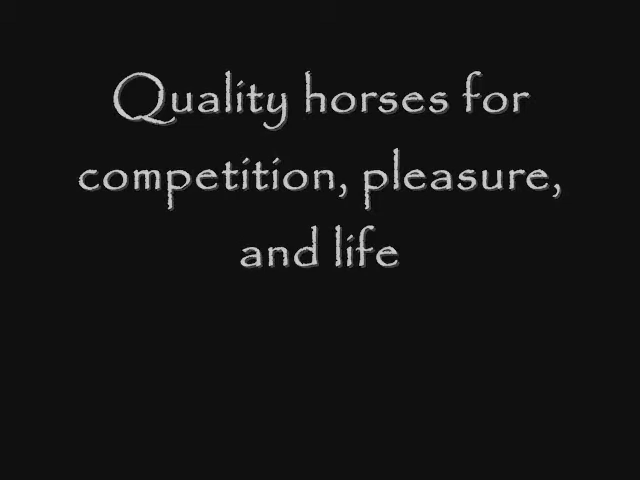 Quality horses for
competition, pleasure,
and life